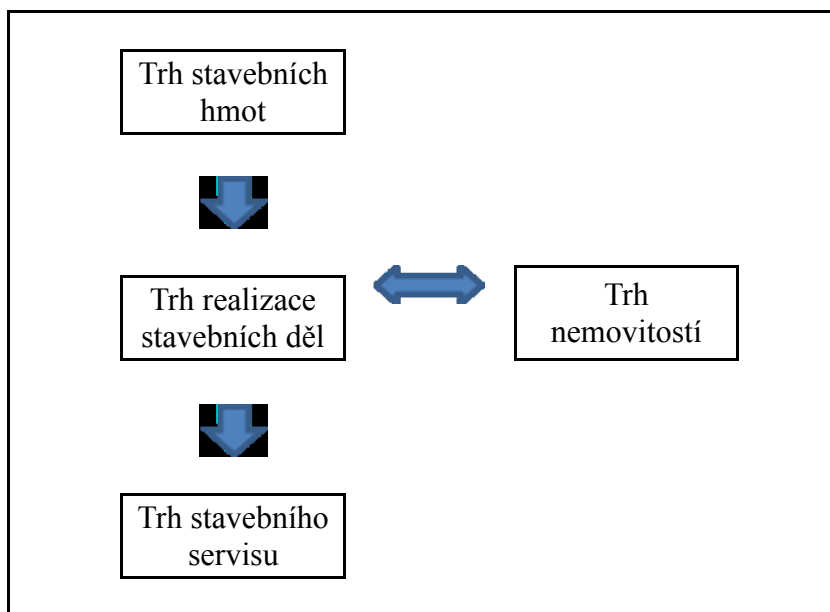 Trh stavebních
hmot
Trh realizace
stavebních děl
Trh
nemovitostí
Trh stavebního
servisu